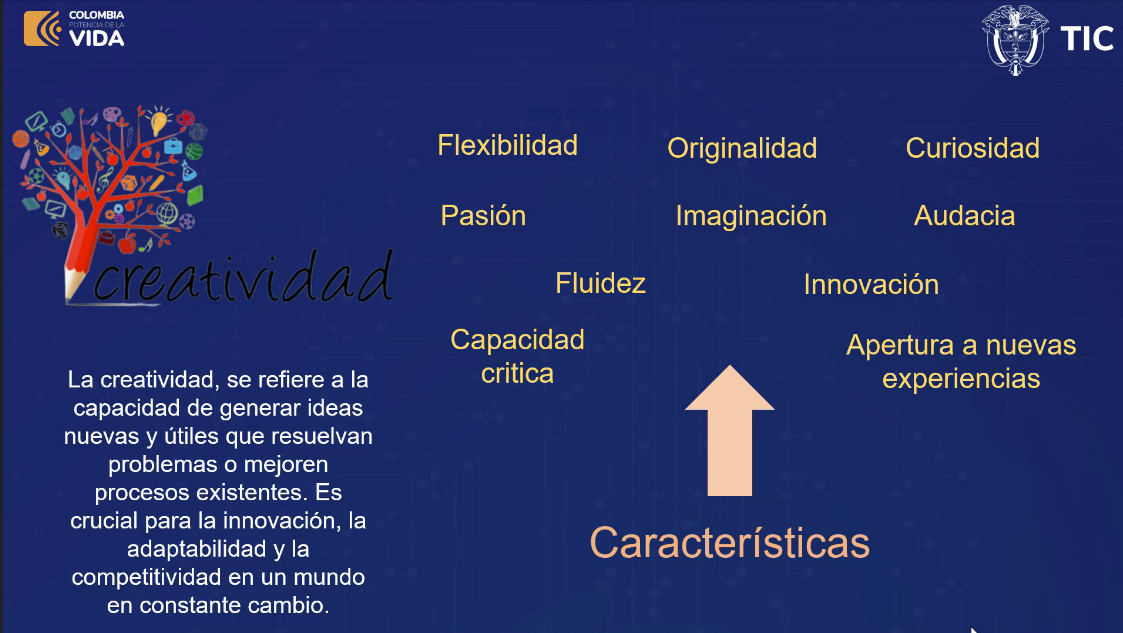 COLOMBIA
POTENCIA DE LA
VIDA
TIC
creatividad
La creatividad, se refiere a la
capacidad de generar ideas
nuevas y útiles que resuelvan
problemas o mejoren
procesos existentes. Es
crucial para la innovación, la
adaptabilidad y la
competitividad en un mundo
en constante cambio.
Flexibilidad
Originalidad
Curiosidad
Pasión
Imaginación
Audacia
Fluidez
Innovación
Capacidad
critica
Apertura a nuevas
experiencias
Características